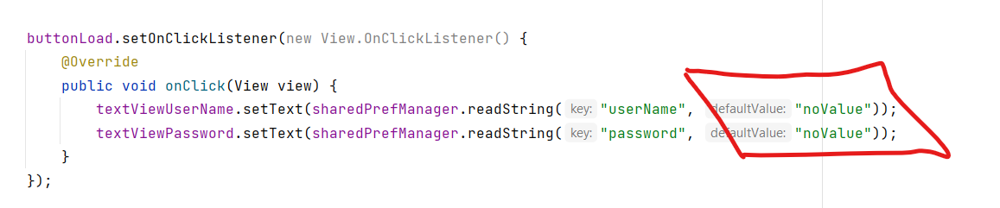 buttonLoad.setOnClickListener(new View.OnClickListener() {
@Override
public void onClick(View view) {
textViewUserName.setText(sharedPrefManager.readString( key: "userName", defaultValue: "noValue"));
textViewPassword.setText(sharedPrefManager.readString( key: "password", defaultValue: "noValue"));
}
});